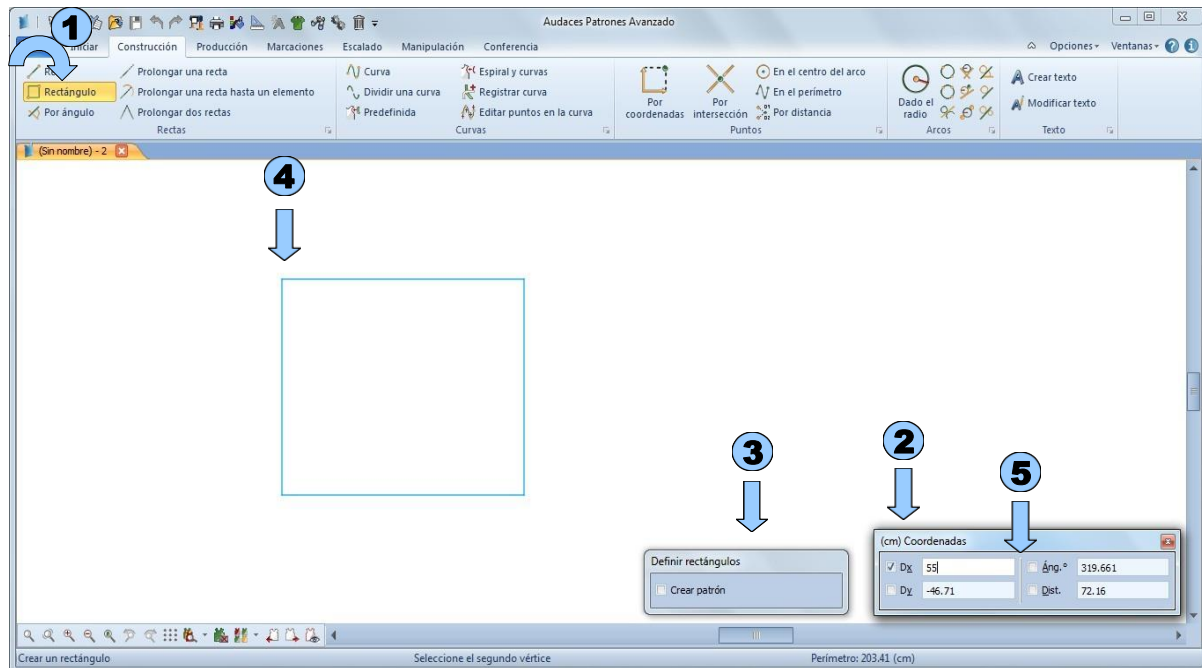 Audaces Patrones Avanzado
1
Iniciar Construcción Producción Marcaciones Escalado Manipulación Conferencia Opciones Ventanas
Prolongar una recta Curva Espiral y curvas En el centro del arco Crear texto
Rectángulo Prolongar una recta hasta un elemento Dividir una curva Registrar curva Por coordenadas Por intersección En el perímetro Dado el radio Modificar texto
Por ángulo Prolongar dos rectas Predefinida Editar puntos en la curva Por distancia
Rectas Curvas Puntos Arcos Texto
(Sin nombre) - 2
4
3
2
5
(cm) Coordenadas
Definir rectángulos
Crear patrón
Dx 55 Áng.° 319.661
Dy -46.71 Dist. 72.16
Crear un rectángulo Seleccione el segundo vértice Perímetro: 203.41 (cm)